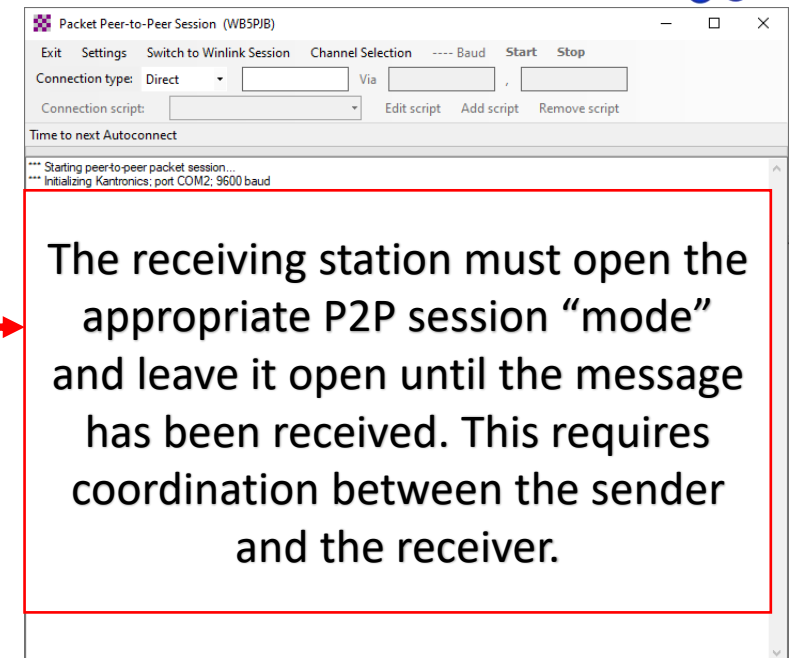 Packet Peer-to-Peer Session (WB5PJB)
Exit Settings Switch to Winlink Session Channel Selection ---- Baud Start Stop
Connection type: Direct Via ,
Connection script: Edit script Add script Remove script
Time to next Autoconnect
*** Starting peer-to-peer packet session...
*** Initializing Kantronics; port COM2; 9600 baud
The receiving station must open the
appropriate P2P session “mode”
and leave it open until the message
has been received. This requires
coordination between the sender
and the receiver.